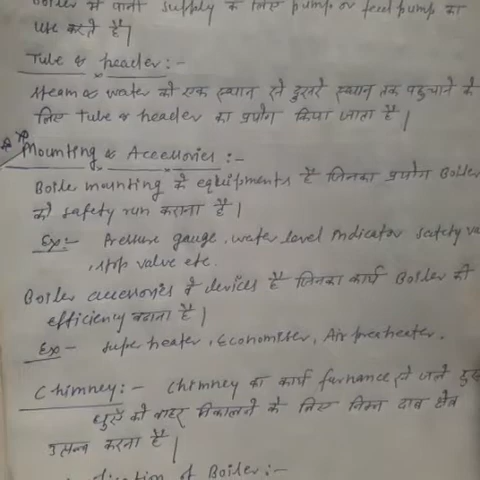 Boiler में पानी supply के लिए pump or feed pump का
use करते है।
Tube & header:-
steam & water को एक स्थान से दुसरे स्थान तक पहुचाने के
लिए Tube & header का प्रयोग किया जाता है।
Mounting & Accessories:-
Boiler mounting वे equipments है जिनका प्रयोग Boiler
को safety run कराना है।
Ex:- Pressure gauge, water level indicator safety va
, stop valve etc.
Boiler accessories वे devices है जिनका कार्य Boiler की
efficiency बढाना है।
Ex- super heater, Economiser, Air preheater.
Chimney:- Chimney का कार्य furnance से जले हुए
धुएँ को बाहर निकालने के लिए निम्न दाब क्षेत्र
उत्पन्न करना है।
of Boiler:-